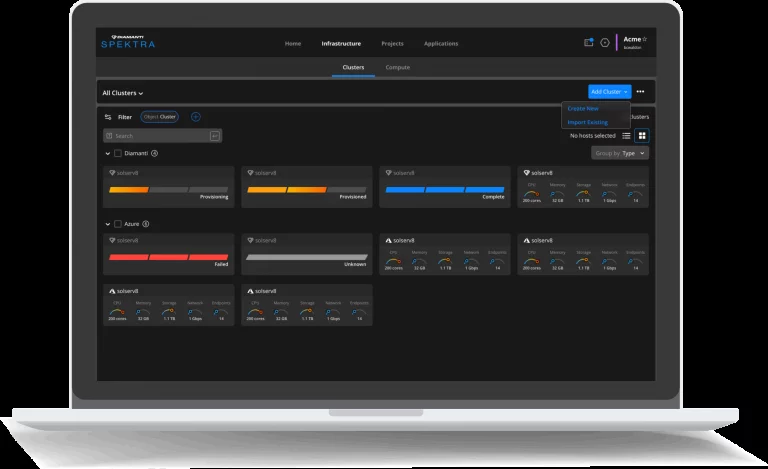 DIAMANTI
SPEKTRA
Home Infrastructure Projects Applications
Acme
Clusters Compute
All Clusters
Add Cluster
Create New
Import Existing
Filter
Object Cluster
clusters
Search
No hosts selected
Diamanti
Group by Type
solserv8 solserv8 solserv8 solserv8
CPU Memory Storage Network Endpoints
200 cores 32 GB 1.1 TB 1 Gbps 14
Provisioning Provisioned Complete
Azure
solserv8 solserv8 solserv8 solserv8
CPU Memory Storage Network Endpoints CPU Memory Storage Network Endpoints
200 cores 32 GB 1.1 TB 1 Gbps 14 200 cores 32 GB 1.1 TB 1 Gbps 14
Failed Unknown
solserv8 solserv8
CPU Memory Storage Network Endpoints CPU Memory Storage Network Endpoints
200 cores 32 GB 1.1 TB 1 Gbps 14 200 cores 32 GB 1.1 TB 1 Gbps 14